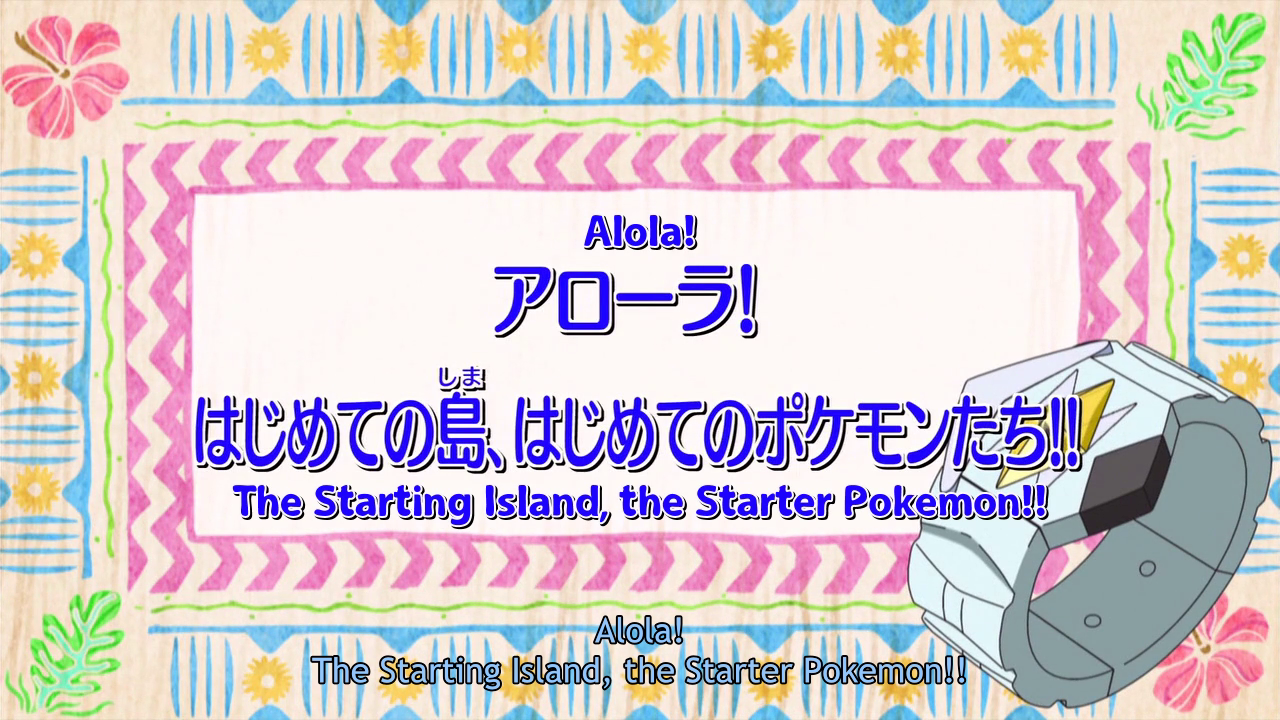 Alola!
アローラ!
しま
はじめての島、はじめてのポケモンたち!!
The Starting Island, the Starter Pokemon!!
Alola!
The Starting Island, the Starter Pokemon!!